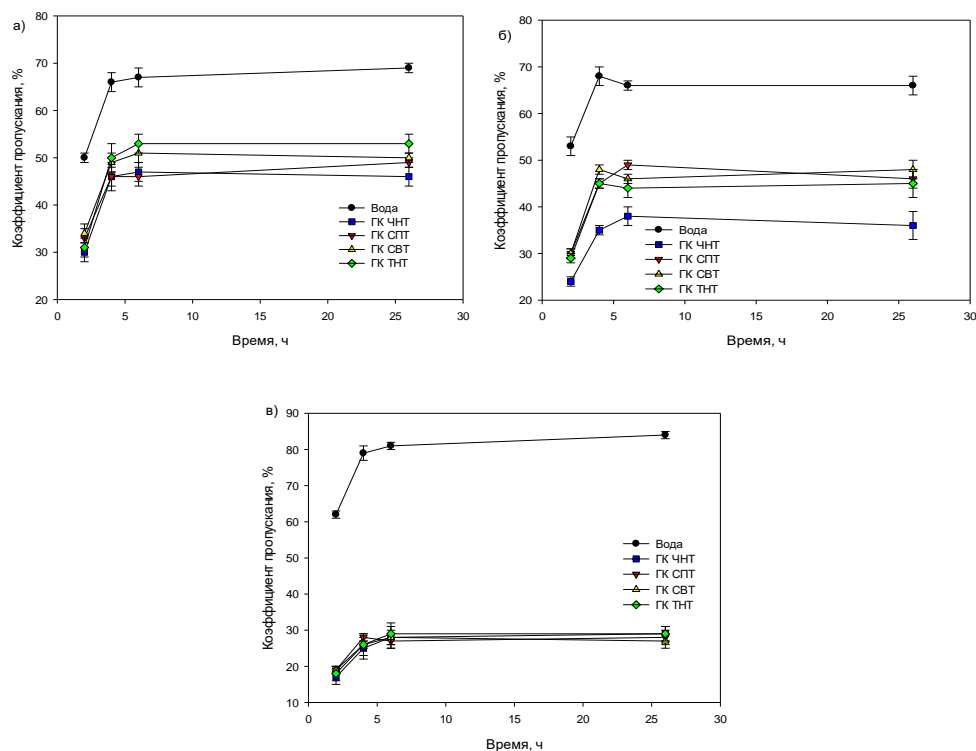 а)
Коэффициент пропускания, %
80
70
60
50
40
30
20
0
5
10
15
20
25
30
Время, ч
Вода
ГК ЧНТ
ГК СПТ
ГК СВТ
ГК ТНТ
б)
Коэффициент пропускания, %
80
70
60
50
40
30
20
0
5
10
15
20
25
30
Время, ч
Вода
ГК ЧНТ
ГК СПТ
ГК СВТ
ГК ТНТ
в)
Коэффициент пропускания, %
90
80
70
60
50
40
30
20
10
0
5
10
15
20
25
30
Время, ч
Вода
ГК ЧНТ
ГК СПТ
ГК СВТ
ГК ТНТ